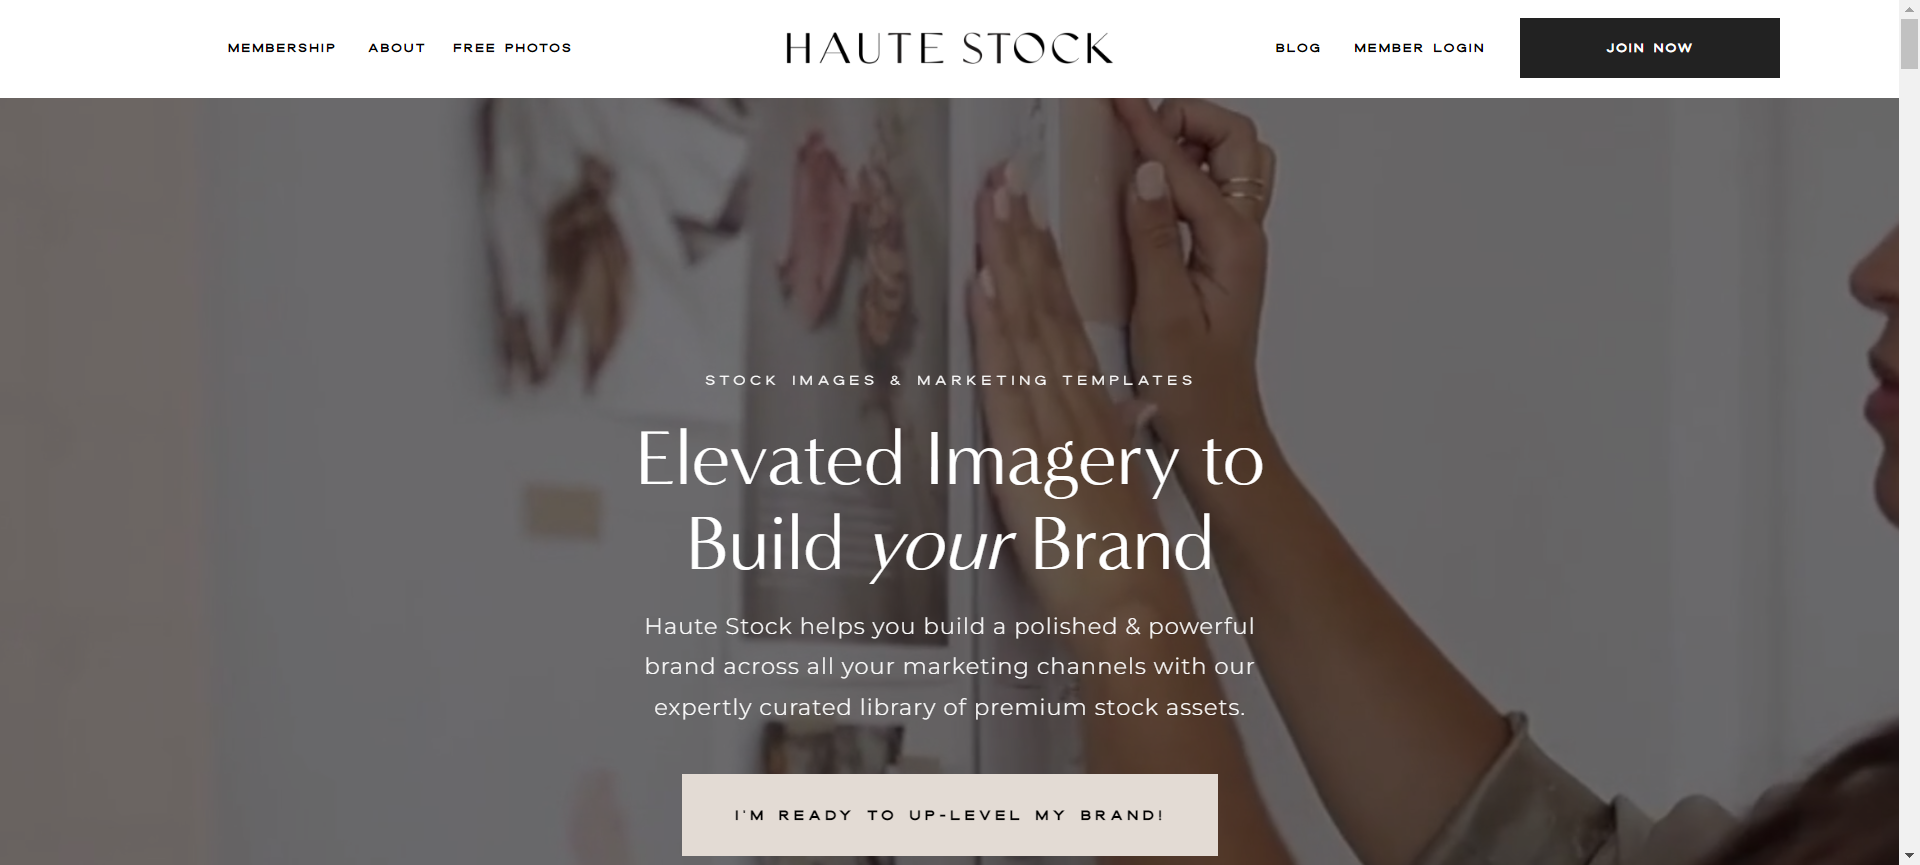 MEMBERSHIP
ABOUT
FREE PHOTOS
HAUTE STOCK
BLOG
MEMBER LOGIN
JOIN NOW
STOCK IMAGES & MARKETING TEMPLATES
Elevated Imagery to
Build your Brand
Haute Stock helps you build a polished & powerful
brand across all your marketing channels with our
expertly curated library of premium stock assets.
I'M READY TO UP-LEVEL MY BRAND!